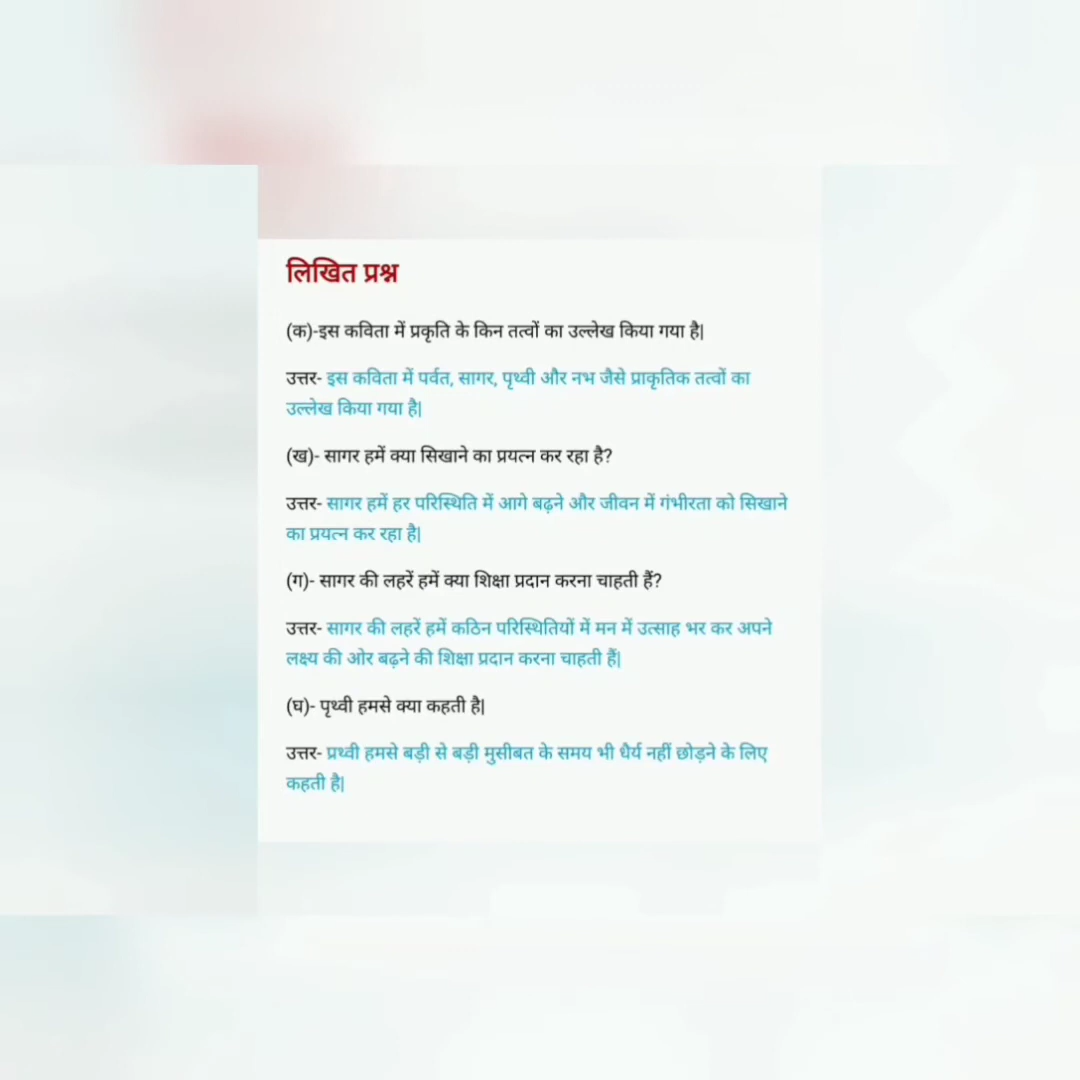 लिखित प्रश्न
(क)-इस कविता में प्रकृति के किन तत्वों का उल्लेख किया गया है|
उत्तर- इस कविता में पर्वत, सागर, पृथ्वी और नभ जैसे प्राकृतिक तत्वों का
उल्लेख किया गया है|
(ख)- सागर हमें क्या सिखाने का प्रयत्न कर रहा है?
उत्तर- सागर हमें हर परिस्थिति में आगे बढ़ने और जीवन में गंभीरता को सिखाने
का प्रयत्न कर रहा है|
(ग)- सागर की लहरें हमें क्या शिक्षा प्रदान करना चाहती हैं?
उत्तर- सागर की लहरें हमें कठिन परिस्थितियों में मन में उत्साह भर कर अपने
लक्ष्य की ओर बढ़ने की शिक्षा प्रदान करना चाहती हैं|
(घ)- पृथ्वी हमसे क्या कहती है|
उत्तर- प्रथ्वी हमसे बड़ी से बड़ी मुसीबत के समय भी धैर्य नहीं छोड़ने के लिए
कहती है|